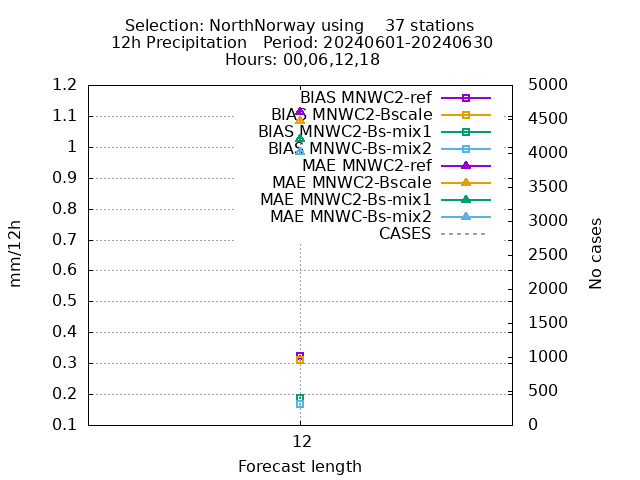 Selection: NorthNorway using 37 stations
12h Precipitation Period: 20240601-20240630
Hours: 00,06,12,18
1.2
1.1
1
0.9
0.8
0.7
0.6
0.5
0.4
0.3
0.2
0.1
mm/12h
BIAS MNWC2-ref
BIAS MNWC2-Bscale
BIAS MNWC2-Bs-mix1
BIAS MNWC-Bs-mix2
MAE MNWC2-ref
MAE MNWC2-Bscale
MAE MNWC2-Bs-mix1
MAE MNWC-Bs-mix2
CASES
5000
4500
4000
3500
3000
2500
2000
1500
1000
500
0
No cases
12
Forecast length